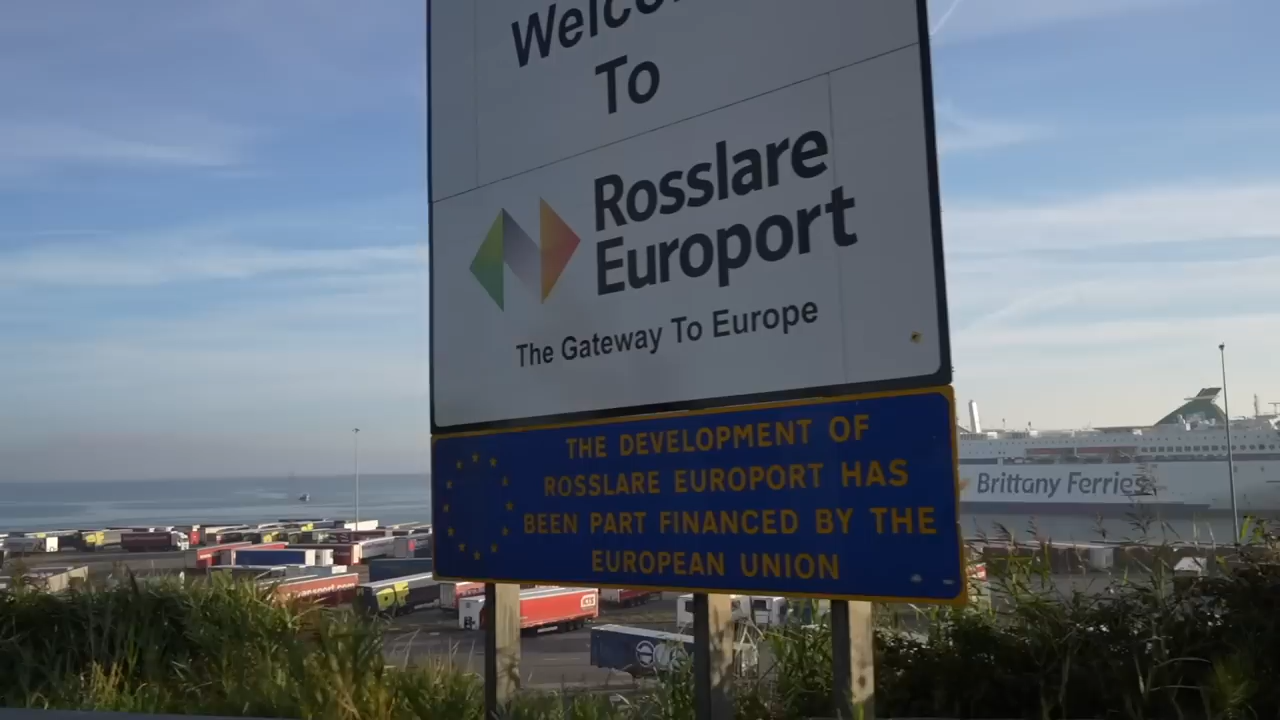 Welco
To
Rosslare
Europort
The Gateway To Europe
THE DEVELOPMENT OF
ROSSLARE EUROPORT HAS
BEEN PART FINANCED BY THE
EUROPEAN UNION
Brittany Ferries